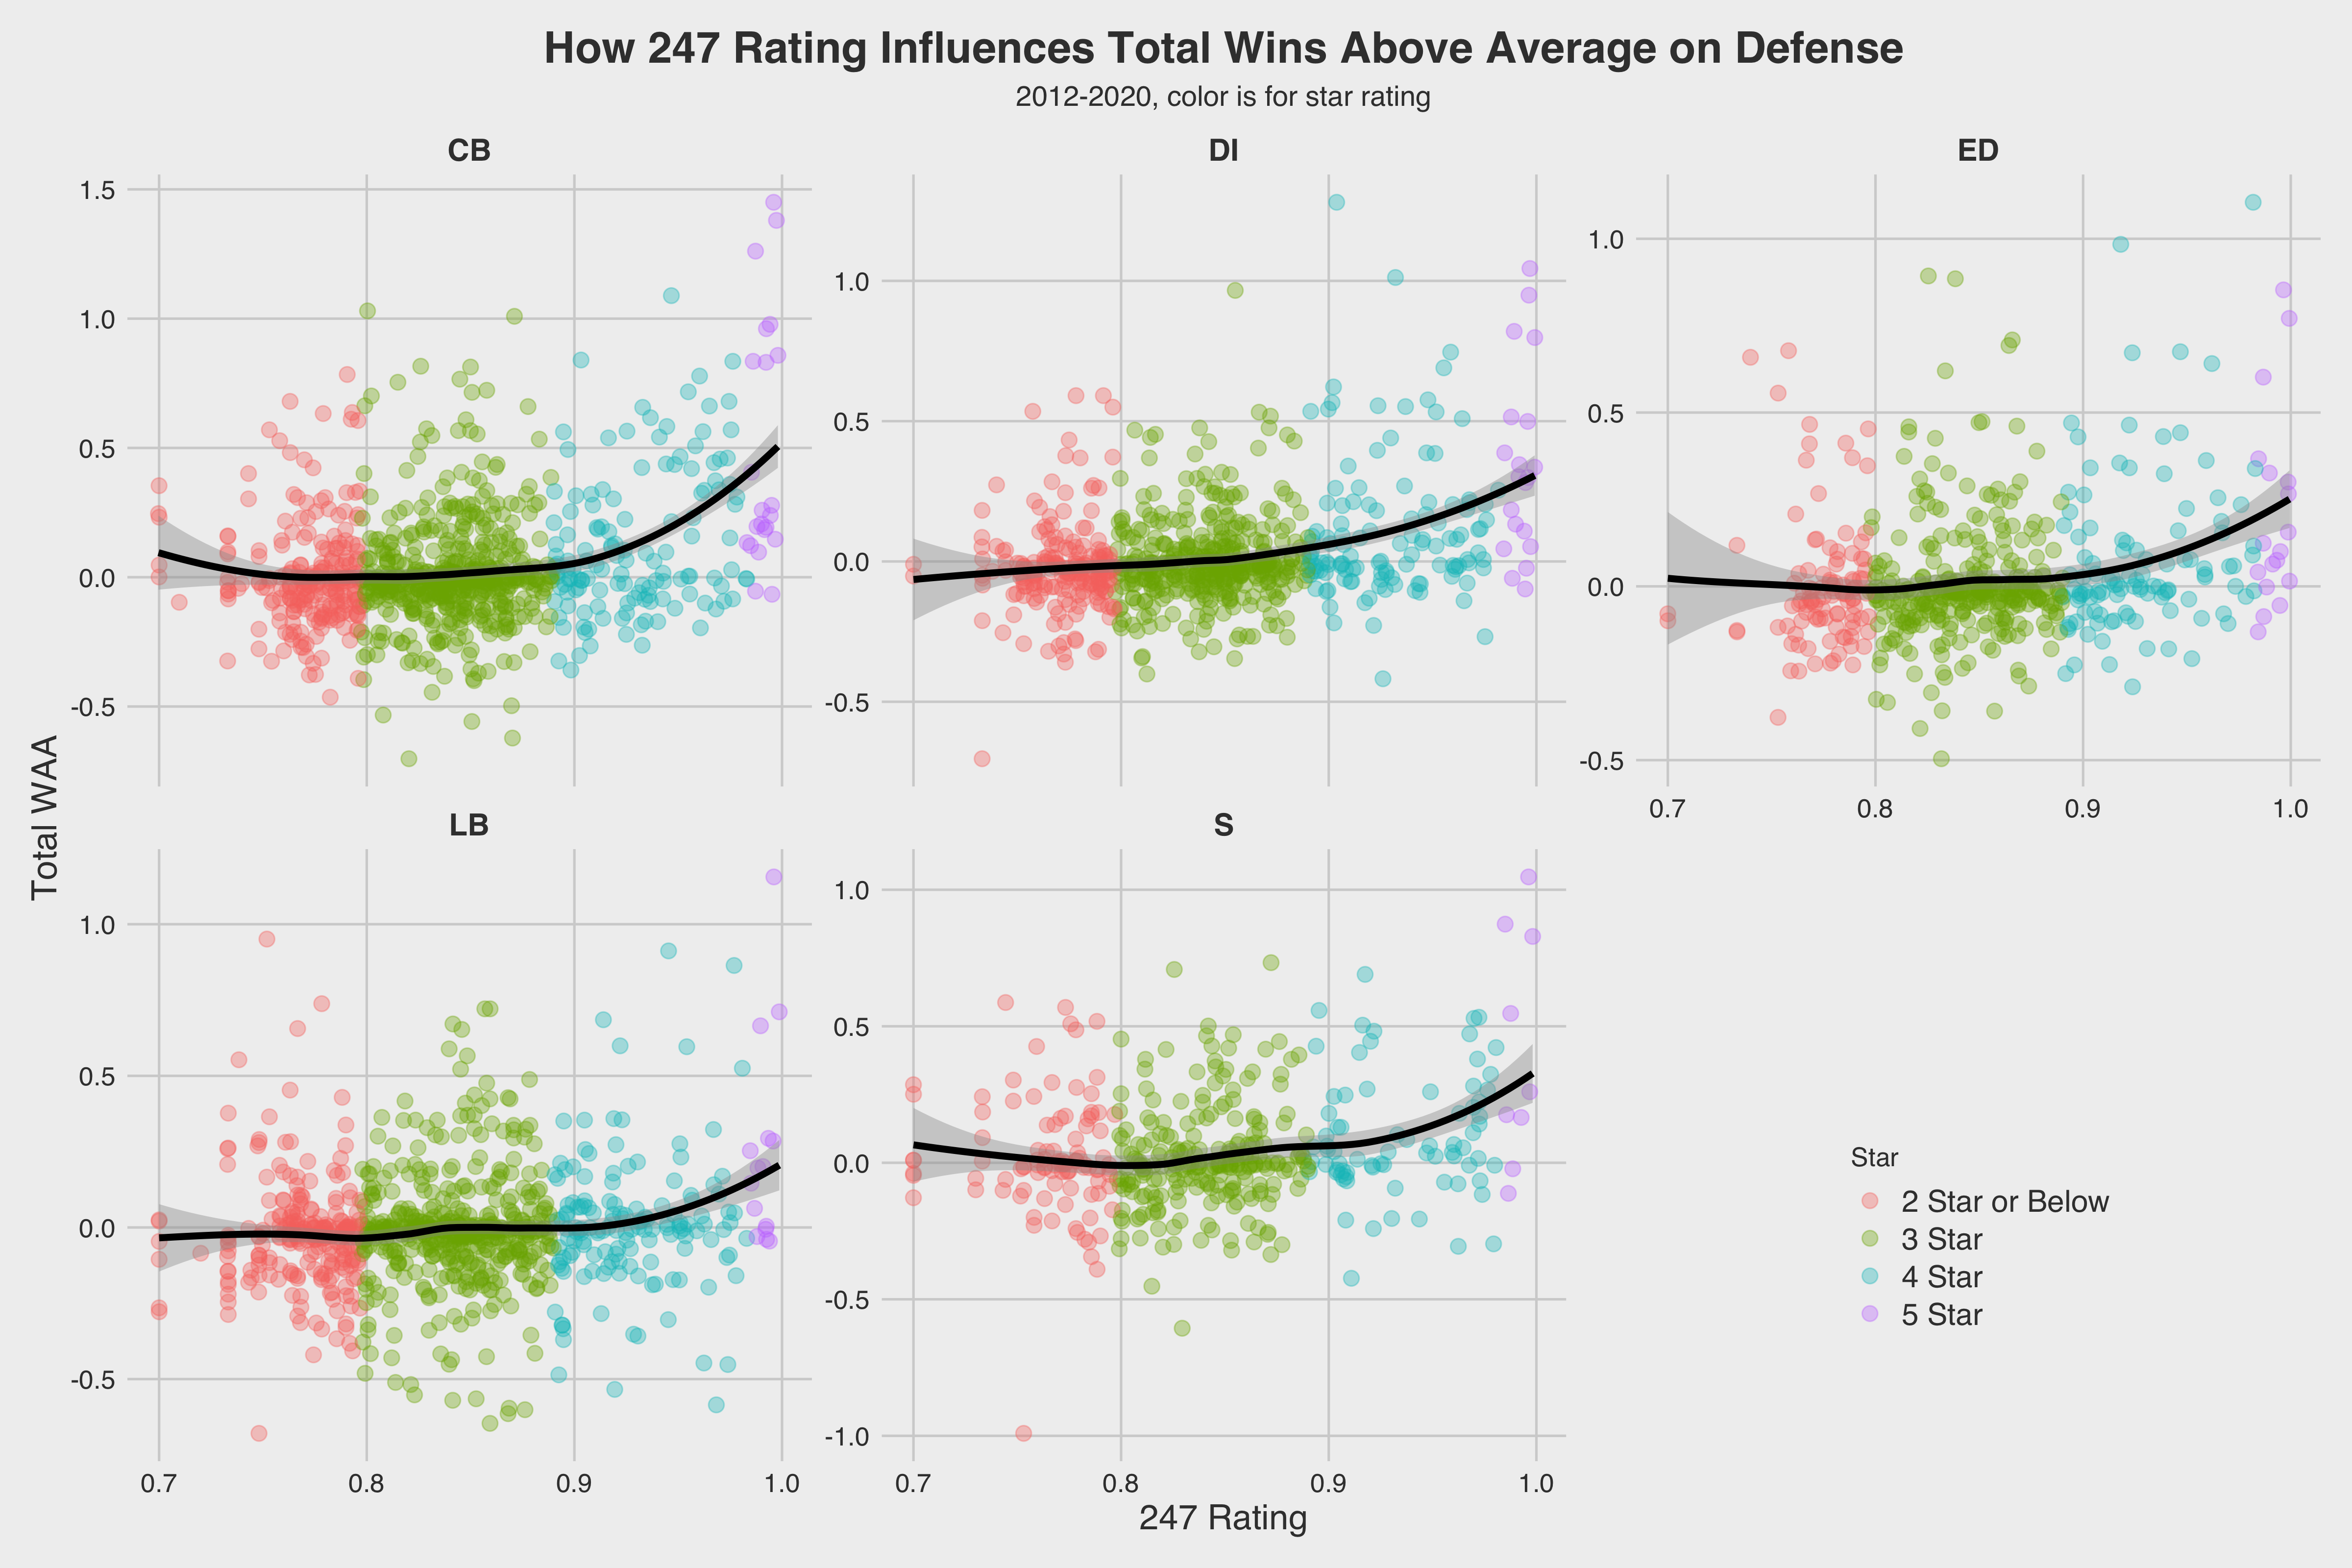 How 247 Rating Influences Total Wins Above Average on Defense
2012-2020, color is for star rating
CB
DI
ED
1.5
1.0
0.5
0.0
-0.5
1.0
0.5
0.0
-0.5
1.0
0.5
0.0
-0.5
0.7
0.8
0.9
1.0
Total WAA
LB
S
1.0
0.5
0.0
-0.5
1.0
0.5
0.0
-0.5
-1.0
0.7
0.8
0.9
1.0
0.7
0.8
0.9
1.0
247 Rating
Star
2 Star or Below
3 Star
4 Star
5 Star